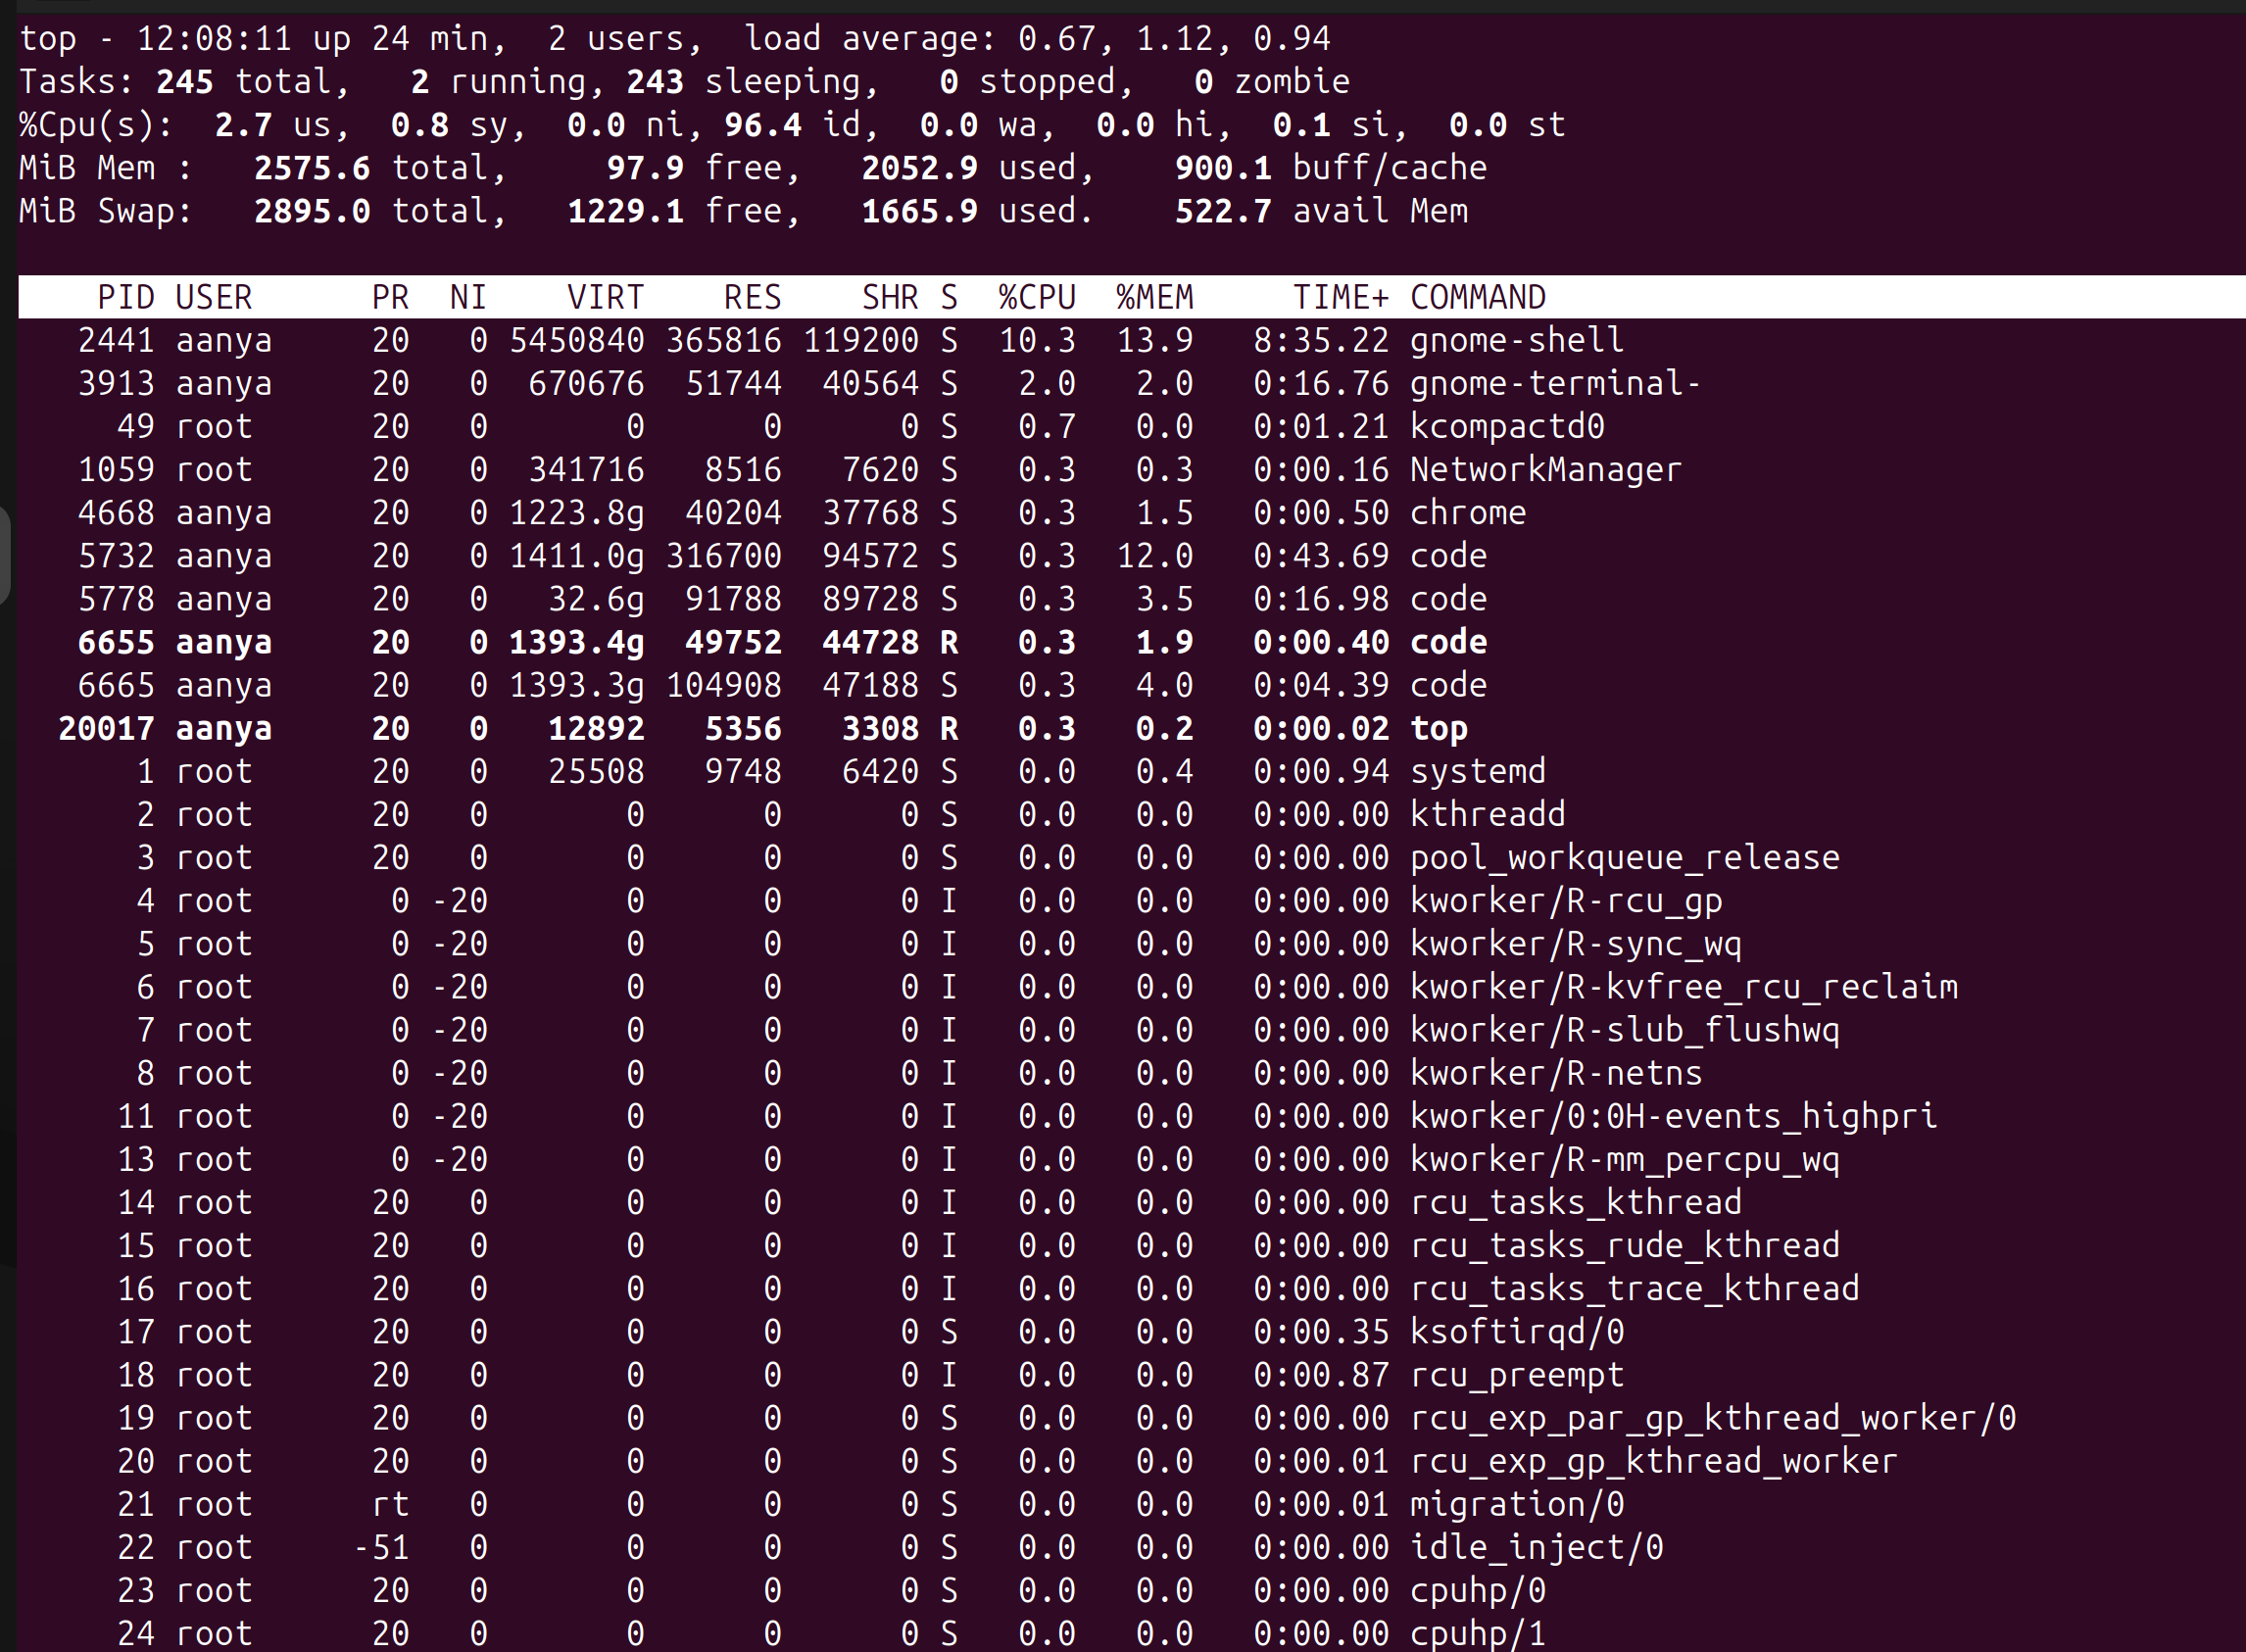 top - 12:08:11 up 24 min,  2 users,  load average: 0.67, 1.12, 0.94
Tasks: 245 total,   2 running, 243 sleeping,   0 stopped,   0 zombie
%Cpu(s):  2.7 us,  0.8 sy,  0.0 ni, 96.4 id,  0.0 wa,  0.0 hi,  0.1 si,  0.0 st
MiB Mem :   2575.6 total,     97.9 free,   2052.9 used,    900.1 buff/cache
MiB Swap:   2895.0 total,   1229.1 free,   1665.9 used.    522.7 avail Mem
PID USER      PR  NI    VIRT    RES    SHR S  %CPU  %MEM     TIME+ COMMAND
2441 aanya     20   0 5450840 365816 119200 S  10.3  13.9   8:35.22 gnome-shell
3913 aanya     20   0  670676  51744  40564 S   2.0   2.0   0:16.76 gnome-terminal-
49 root      20   0       0      0      0 S   0.7   0.0   0:01.21 kcompactd0
1059 root      20   0  341716   8516   7620 S   0.3   0.3   0:00.16 NetworkManager
4668 aanya     20   0 1223.8g  40204  37768 S   0.3   1.5   0:00.50 chrome
5732 aanya     20   0 1411.0g 316700  94572 S   0.3  12.0   0:43.69 code
5778 aanya     20   0   32.6g  91788  89728 S   0.3   3.5   0:16.98 code
6655 aanya     20   0 1393.4g  49752  44728 R   0.3   1.9   0:00.40 code
6665 aanya     20   0 1393.3g 104908  47188 S   0.3   4.0   0:04.39 code
20017 aanya     20   0   12892   5356   3308 R   0.3   0.2   0:00.02 top
1 root      20   0   25508   9748   6420 S   0.0   0.4   0:00.94 systemd
2 root      20   0       0      0      0 S   0.0   0.0   0:00.00 kthreadd
3 root      20   0       0      0      0 S   0.0   0.0   0:00.00 pool_workqueue_release
4 root       0 -20       0      0      0 I   0.0   0.0   0:00.00 kworker/R-rcu_gp
5 root       0 -20       0      0      0 I   0.0   0.0   0:00.00 kworker/R-sync_wq
6 root       0 -20       0      0      0 I   0.0   0.0   0:00.00 kworker/R-kvfree_rcu_reclaim
7 root       0 -20       0      0      0 I   0.0   0.0   0:00.00 kworker/R-slub_flushwq
8 root       0 -20       0      0      0 I   0.0   0.0   0:00.00 kworker/R-netns
11 root       0 -20       0      0      0 I   0.0   0.0   0:00.00 kworker/0:0H-events_highpri
13 root       0 -20       0      0      0 I   0.0   0.0   0:00.00 kworker/R-mm_percpu_wq
14 root      20   0       0      0      0 I   0.0   0.0   0:00.00 rcu_tasks_kthread
15 root      20   0       0      0      0 I   0.0   0.0   0:00.00 rcu_tasks_rude_kthread
16 root      20   0       0      0      0 I   0.0   0.0   0:00.00 rcu_tasks_trace_kthread
17 root      20   0       0      0      0 S   0.0   0.0   0:00.35 ksoftirqd/0
18 root      20   0       0      0      0 I   0.0   0.0   0:00.87 rcu_preempt
19 root      20   0       0      0      0 S   0.0   0.0   0:00.00 rcu_exp_par_gp_kthread_worker/0
20 root      20   0       0      0      0 S   0.0   0.0   0:00.01 rcu_exp_gp_kthread_worker
21 root      rt   0       0      0      0 S   0.0   0.0   0:00.01 migration/0
22 root     -51   0       0      0      0 S   0.0   0.0   0:00.00 idle_inject/0
23 root      20   0       0      0      0 S   0.0   0.0   0:00.00 cpuhp/0
24 root      20   0       0      0      0 S   0.0   0.0   0:00.00 cpuhp/1